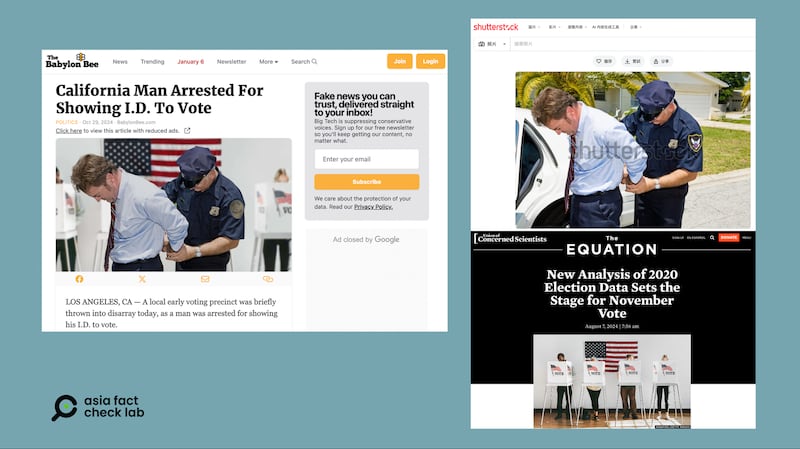 The
Babylon Bee
News
Trending
January 6
Newsletter
More
Search
Join
Login
California Man Arrested For
Showing I.D. To Vote
POLITICS · Oct 29, 2024 · BabylonBee.com
Click here to view this article with reduced ads.
LOS ANGELES, CA — A local early voting precinct was briefly
thrown into disarray today, as a man was arrested for showing
his I.D. to vote.
Fake news you can
trust, delivered straight
to your inbox!
Big Tech is suppressing conservative
voices. Sign up for our free newsletter
so you'll keep getting our content, no
matter what.
Enter your email
Subscribe
We care about the protection of your
data. Read our Privacy Policy.
Ad closed by Google
shutterstock
shutterstock
Union of
Concerned Scientists
The
EQUATION
DONATE
MENU
New Analysis of 2020
Election Data Sets the
Stage for November
Vote
August 7, 2024 | 7:00 am
VOTE
VOTE
VOTE
VOTE
asia fact
check lab